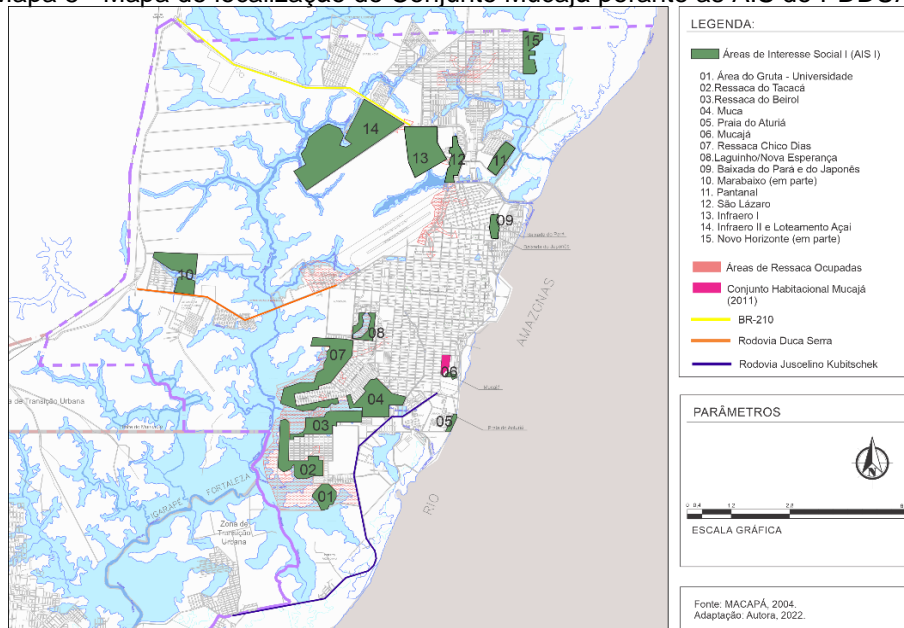 Mapa de localização do Conjunto Mucajá perante as AIS do PDDU
15
14
13
12
11
09
10
08
07
06
04
05
03
02
01
AMAZONAS
RIO
IGARAPÉ FORTALEZA
Zona de
Transição
Urbana
a de Transição Urbana
LEGENDA:
Áreas de Interesse Social I (AIS I)
01. Área do Gruta - Universidade
02.Ressaca do Tacacá
03.Ressaca do Beirol
04. Muca
05. Praia do Aturiá
06. Mucajá
07. Ressaca Chico Dias
08.Laguinho/Nova Esperança
09. Baixada do Pará e do Japonês
10. Marabaixo (em parte)
11. Pantanal
12. São Lázaro
13. Infraero I
14. Infraero II e Loteamento Açaí
15. Novo Horizonte (em parte)
Áreas de Ressaca Ocupadas
Conjunto Habitacional Mucajá
(2011)
BR-210
Rodovia Duca Serra
Rodovia Juscelino Kubitschek
PARÂMETROS
ESCALA GRÁFICA
Fonte: MACAPÁ, 2004.
Adaptação: Autora, 2022.